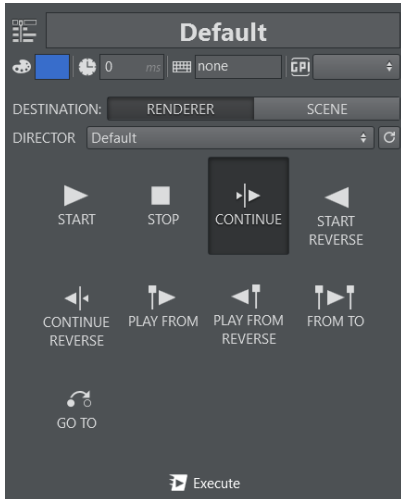 Default
0 ms none GPI
DESTINATION: RENDERER SCENE
DIRECTOR Default
START STOP CONTINUE START
REVERSE
CONTINUE PLAY FROM PLAY FROM FROM TO
REVERSE REVERSE
GO TO
Execute